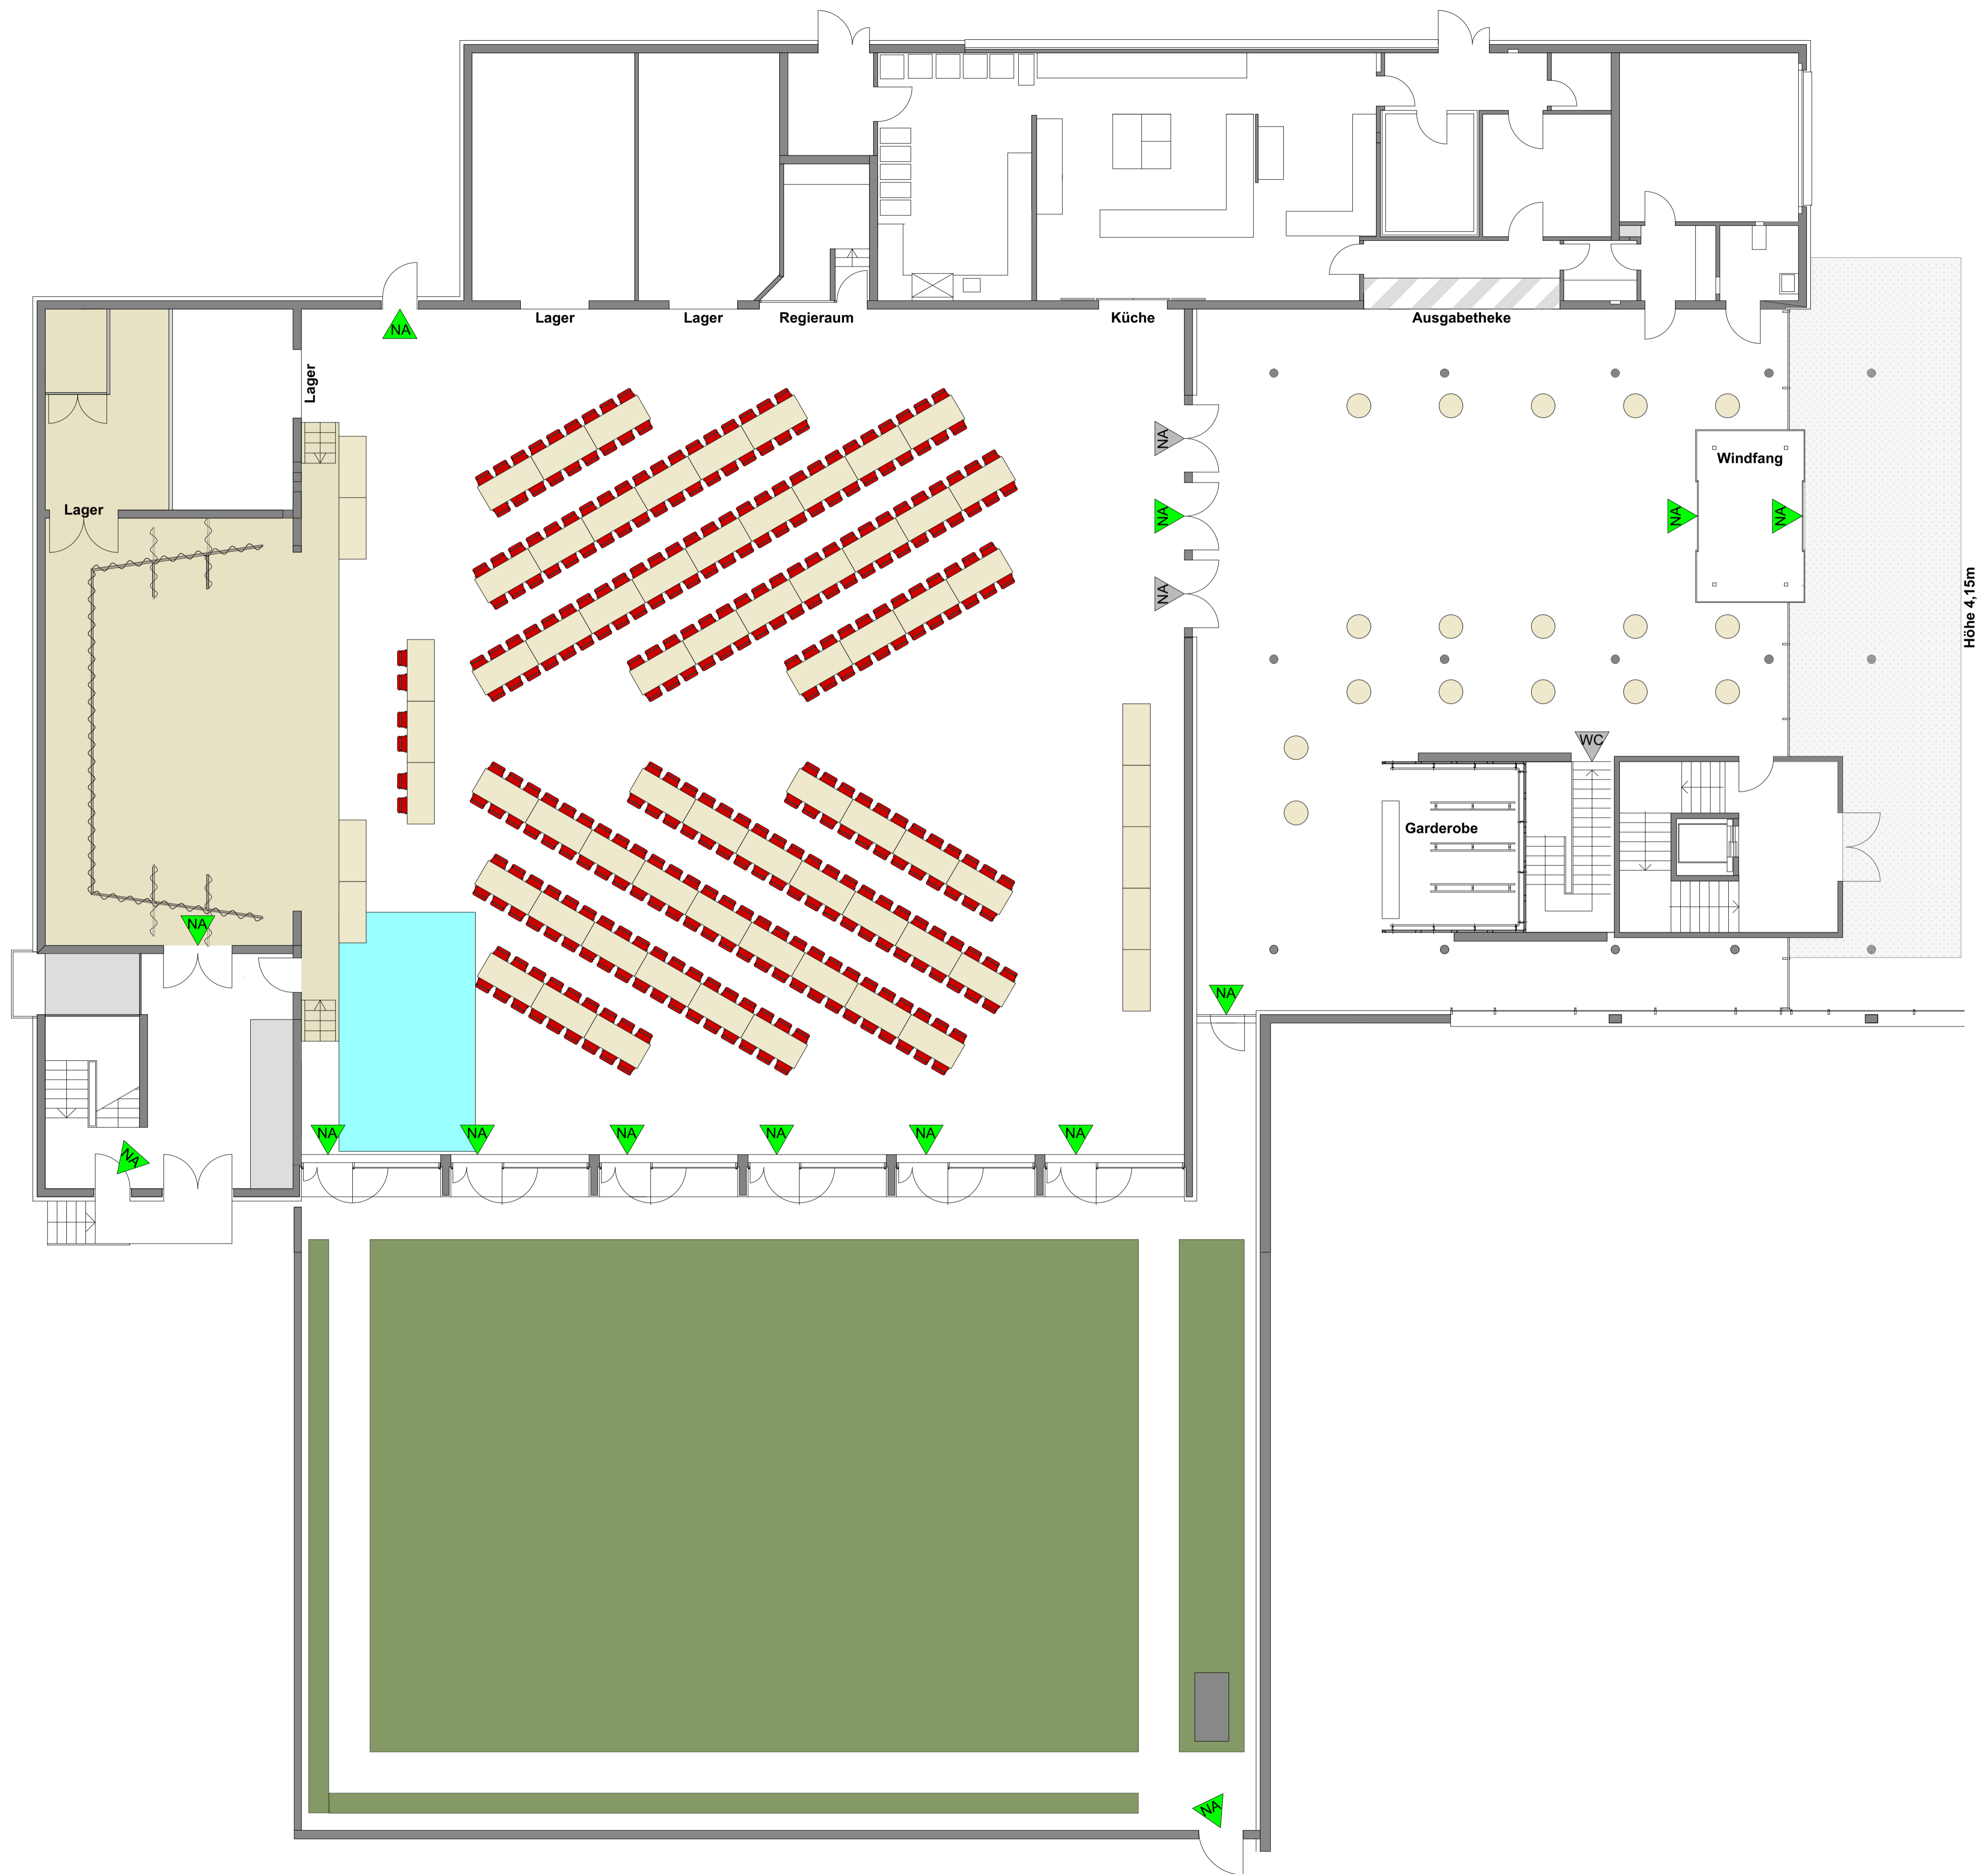 Lager
Lager
Regieraum
Küche
Ausgabetheke
NA
Lager
NA
Windfang
Lager
NA
NA
NA
NA
Höhe 4,15m
WC
Garderobe
NA
NA
NA
NA
NA
NA
NA
NA
NA
NA